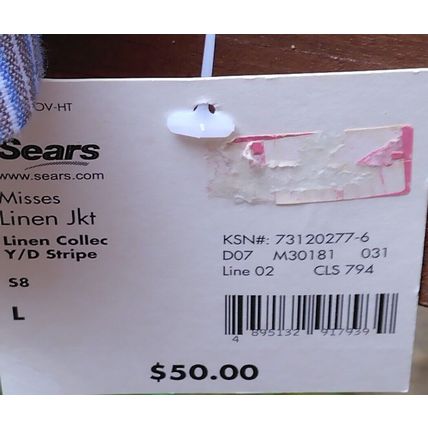 OV-HT
Sears
www.sears.com
Misses
Linen Jkt
Linen Collec
Y/D Stripe
S8
L
KSN#: 73120277-6
D07 M30181 031
Line 02 CLS 794
4 895132 917939
$50.00